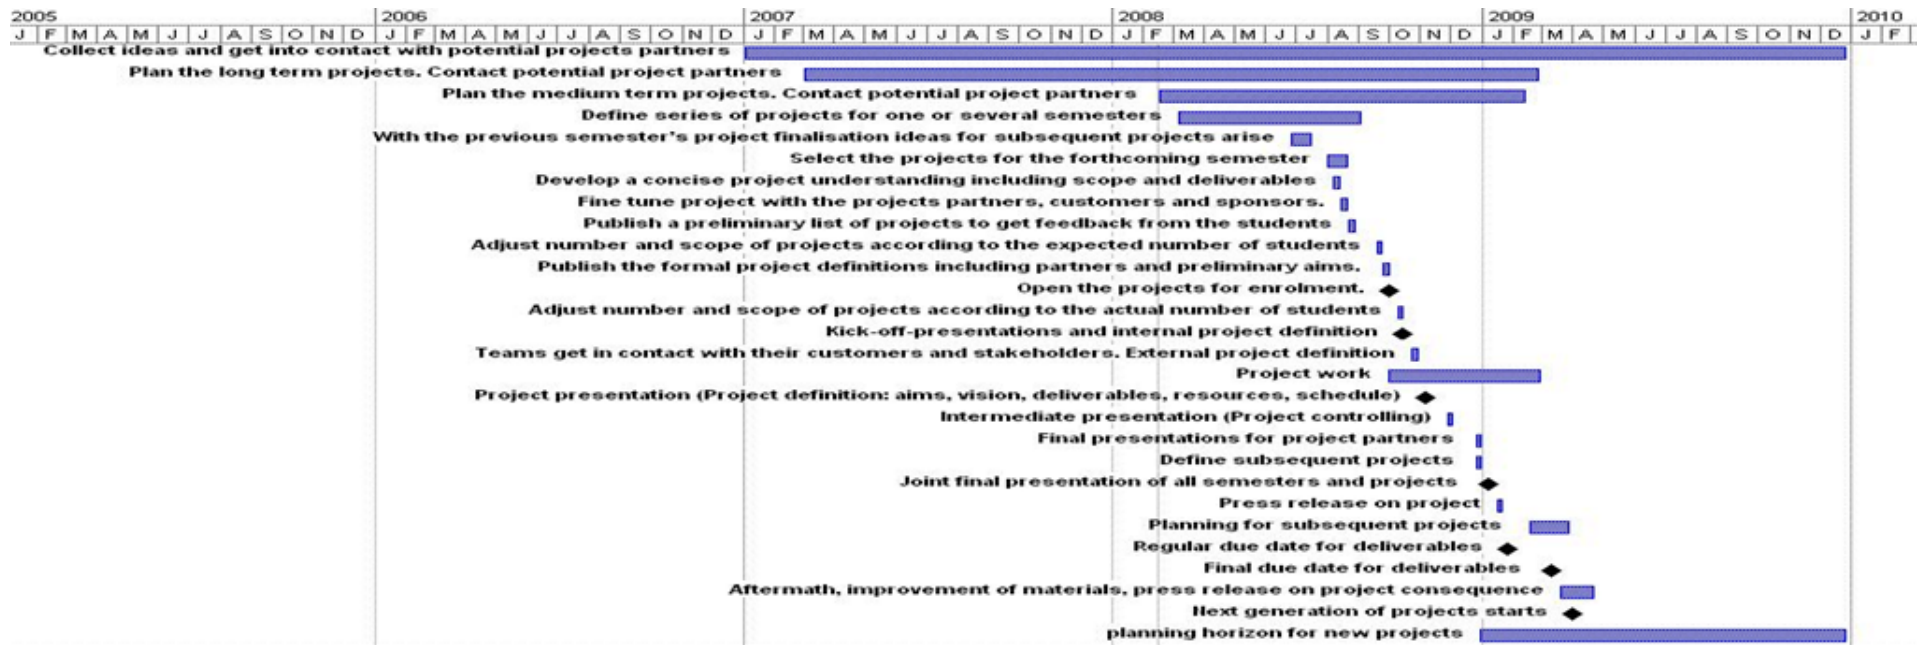 2005 2006 2007 2008 2009 2010
J F M A M J J A S O N D J F M A M J J A S O N D J F M A M J J A S O N D J F M A M J J A S O N D J F M A M J J A S O N D J F
Collect ideas and get into contact with potential projects partners
Plan the long term projects. Contact potential project partners
Plan the medium term projects. Contact potential project partners
Define series of projects for one or several semesters
With the previous semester's project finalisation ideas for subsequent projects arise
Select the projects for the forthcoming semester
Develop a concise project understanding including scope and deliverables
Fine tune project with the projects partners, customers and sponsors.
Publish a preliminary list of projects to get feedback from the students
Adjust number and scope of projects according to the expected number of students
Publish the formal project definitions including partners and preliminary aims.
Open the projects for enrolment.
Adjust number and scope of projects according to the actual number of students
Kick-off-presentations and internal project definition
Teams get in contact with their customers and stakeholders. External project definition
Project work
Project presentation (Project definition: aims, vision, deliverables, resources, schedule)
Intermediate presentation (Project controlling)
Final presentations for project partners
Define subsequent projects
Joint final presentation of all semesters and projects
Press release on project
Planning for subsequent projects
Regular due date for deliverables
Final due date for deliverables
Aftermath, improvement of materials, press release on project consequence
Next generation of projects starts
planning horizon for new projects